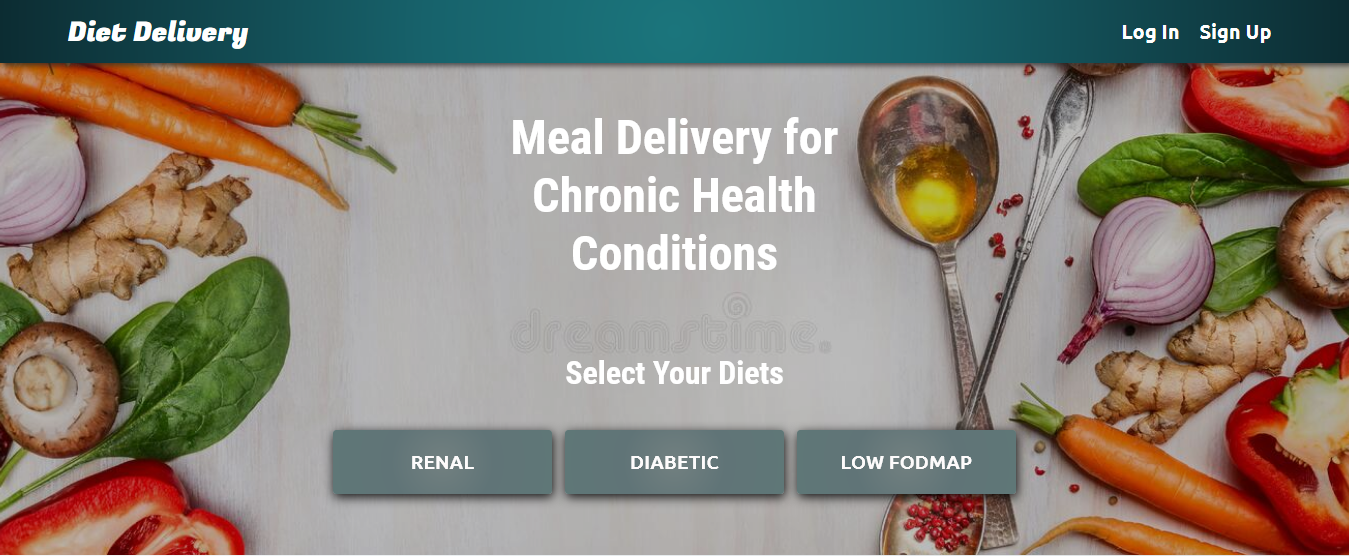 Diet Delivery
Log In Sign Up
Meal Delivery for
Chronic Health
Conditions
dreamstime.
Select Your Diets
RENAL DIABETIC LOW FODMAP